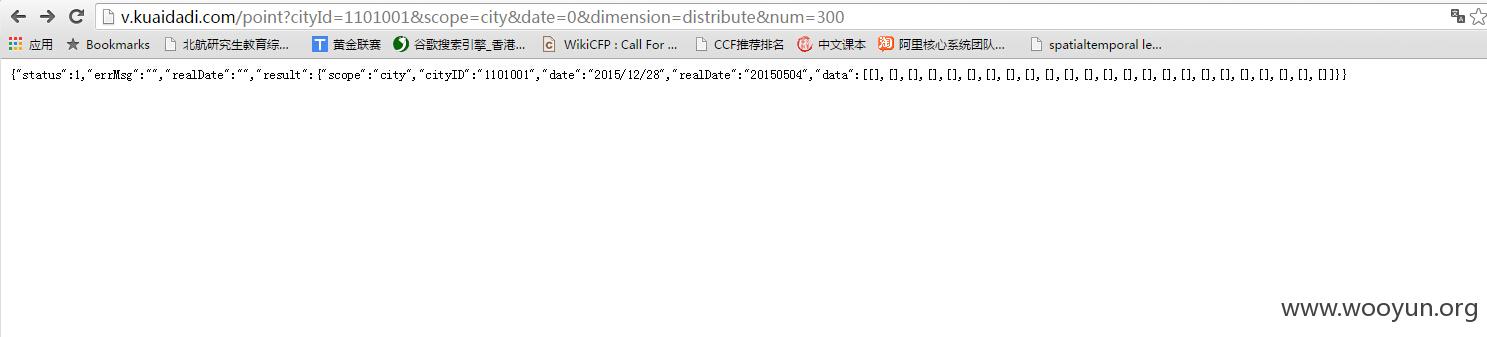 v.kuaidadi.com/point?cityId=1101001&scope=city&date=0&dimension=distribute&num=300
应用 Bookmarks 北航研究生教育综... 黄金联赛 谷歌搜索引擎_香港... WikiCFP : Call For ... CCF推荐排名 中文课本 阿里核心系统团队... spatialtemporal le...
{"status":1,"errMsg":"","realDate":"","result":{"scope":"city","cityID":"1101001","date":"2015/12/28","realDate":"20150504","data":[[],[],[],[],[],[],[],[],[],[],[],[],[],[],[],[],[],[],[],[],[],[],[],[]]}}
www.wooyun.org